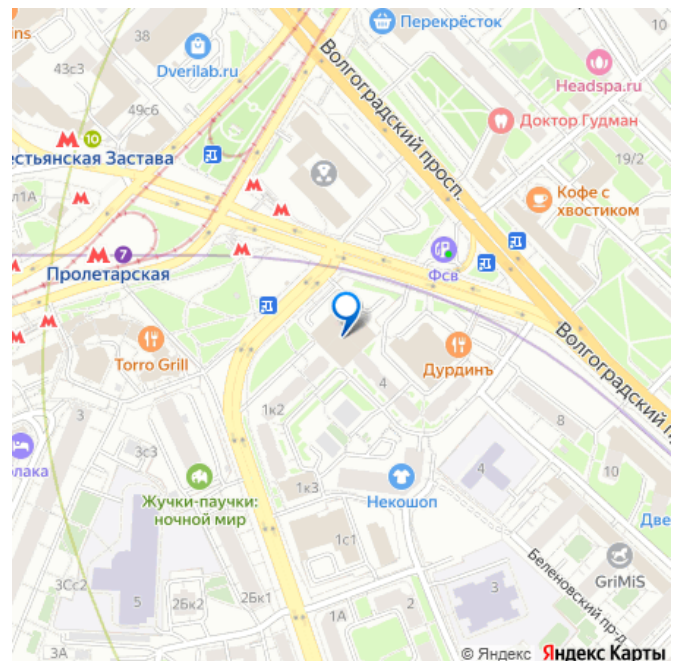 ins
38
Перекрёсток
10
43с3
Dverilab.ru
Волгоградский просп.
Headspa.ru
49с6
Доктор Гудман
10
естьянская Застава
19/2
л1А
Кофе с
хвостиком
7
Пролетарская
Фсв
Torro Grill
Дурдинъ
Волгоградский пр
4
1к2
3
8
3с3
блака
4
10
1к3
Некошоп
Жучки-паучки:
ночной мир
Две
1с1
Беленовский пр-д
GriMiS
3Сс2
5
2Бк2
2Бк1
3
1А
2
3А
© Яндекс Яндекс Карты